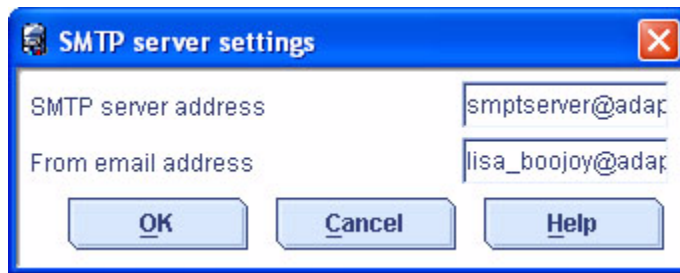 SMTP server settings
SMTP server address smptserver@adap
From email address lisa_boojoy@adap
OK Cancel Help